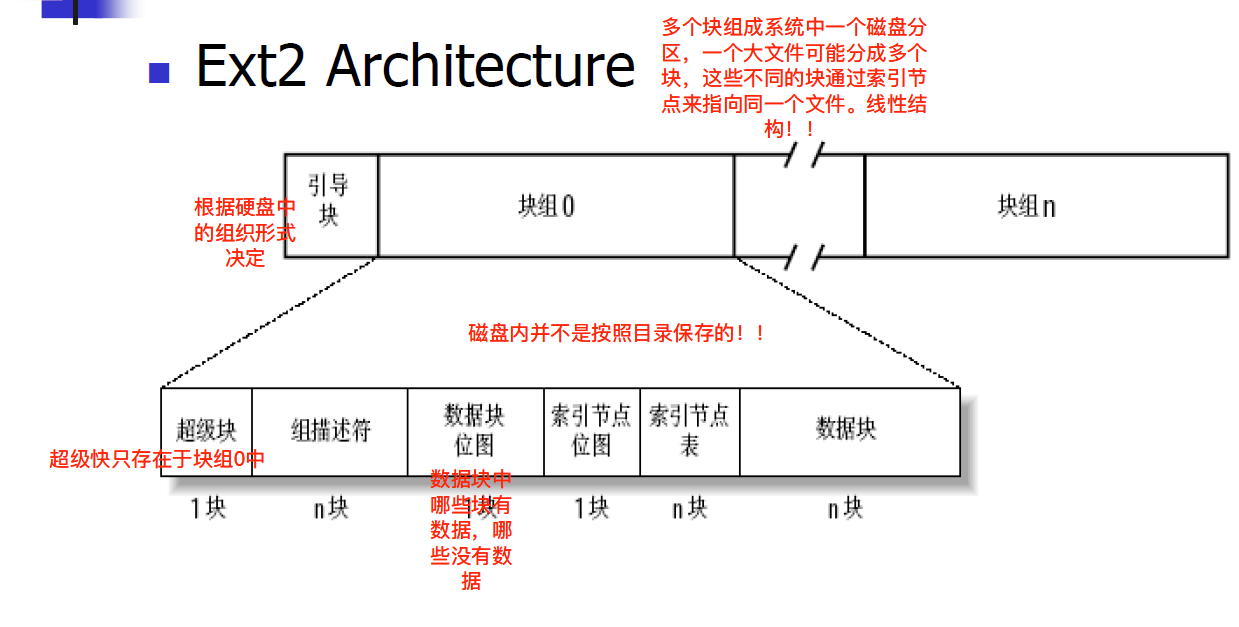 多个块组成系统中一个磁盘分
区，一个大文件可能分成多个
块，这些不同的块通过索引节
点来指向同一个文件。线性结
构！！
Ext2 Architecture
引导
块
块组0
块组n
根据硬盘中
的组织形式
决定
磁盘内并不是按照目录保存的！！
超级块
组描述符
数据块
位图
索引节点
位图
索引节点
表
数据块
超级快只存在于块组0中
数据块中
哪些块有
数据，哪
些没有数
据
1块
n块
1块
1块
n块
n块